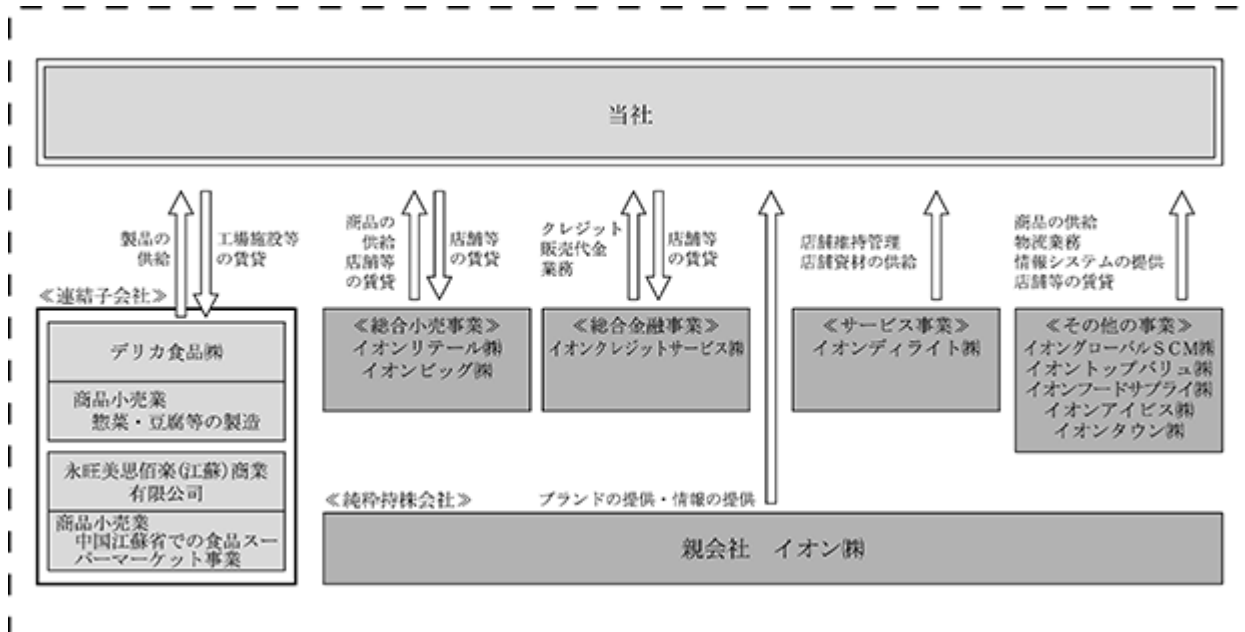 当社
製品の
供給
工場施設等
の賃貸
商品の
供給
店舗等
の賃貸
店舗等
の賃貸
クレジット
販売代金
業務
店舗等
の賃貸
店舗維持管理
店舗資材の供給
商品の供給
物流業務
情報システムの提供
店舗等の賃貸
≪連結子会社≫
デリカ食品㈱
商品小売業
惣菜・豆腐等の製造
永旺美思佰楽(江蘇)商業
有限公司
商品小売業
中国江蘇省での食品スー
パーマーケット事業
≪総合小売事業≫
イオンリテール㈱
イオンビッグ㈱
≪総合金融事業≫
イオンクレジットサービス㈱
≪サービス事業≫
イオンディライト㈱
≪その他の事業≫
イオングローバルSCM㈱
イオントップバリュ㈱
イオンフードサプライ㈱
イオンアイビス㈱
イオンタウン㈱
≪純粋持株会社≫
ブランドの提供・情報の提供
親会社　イオン㈱